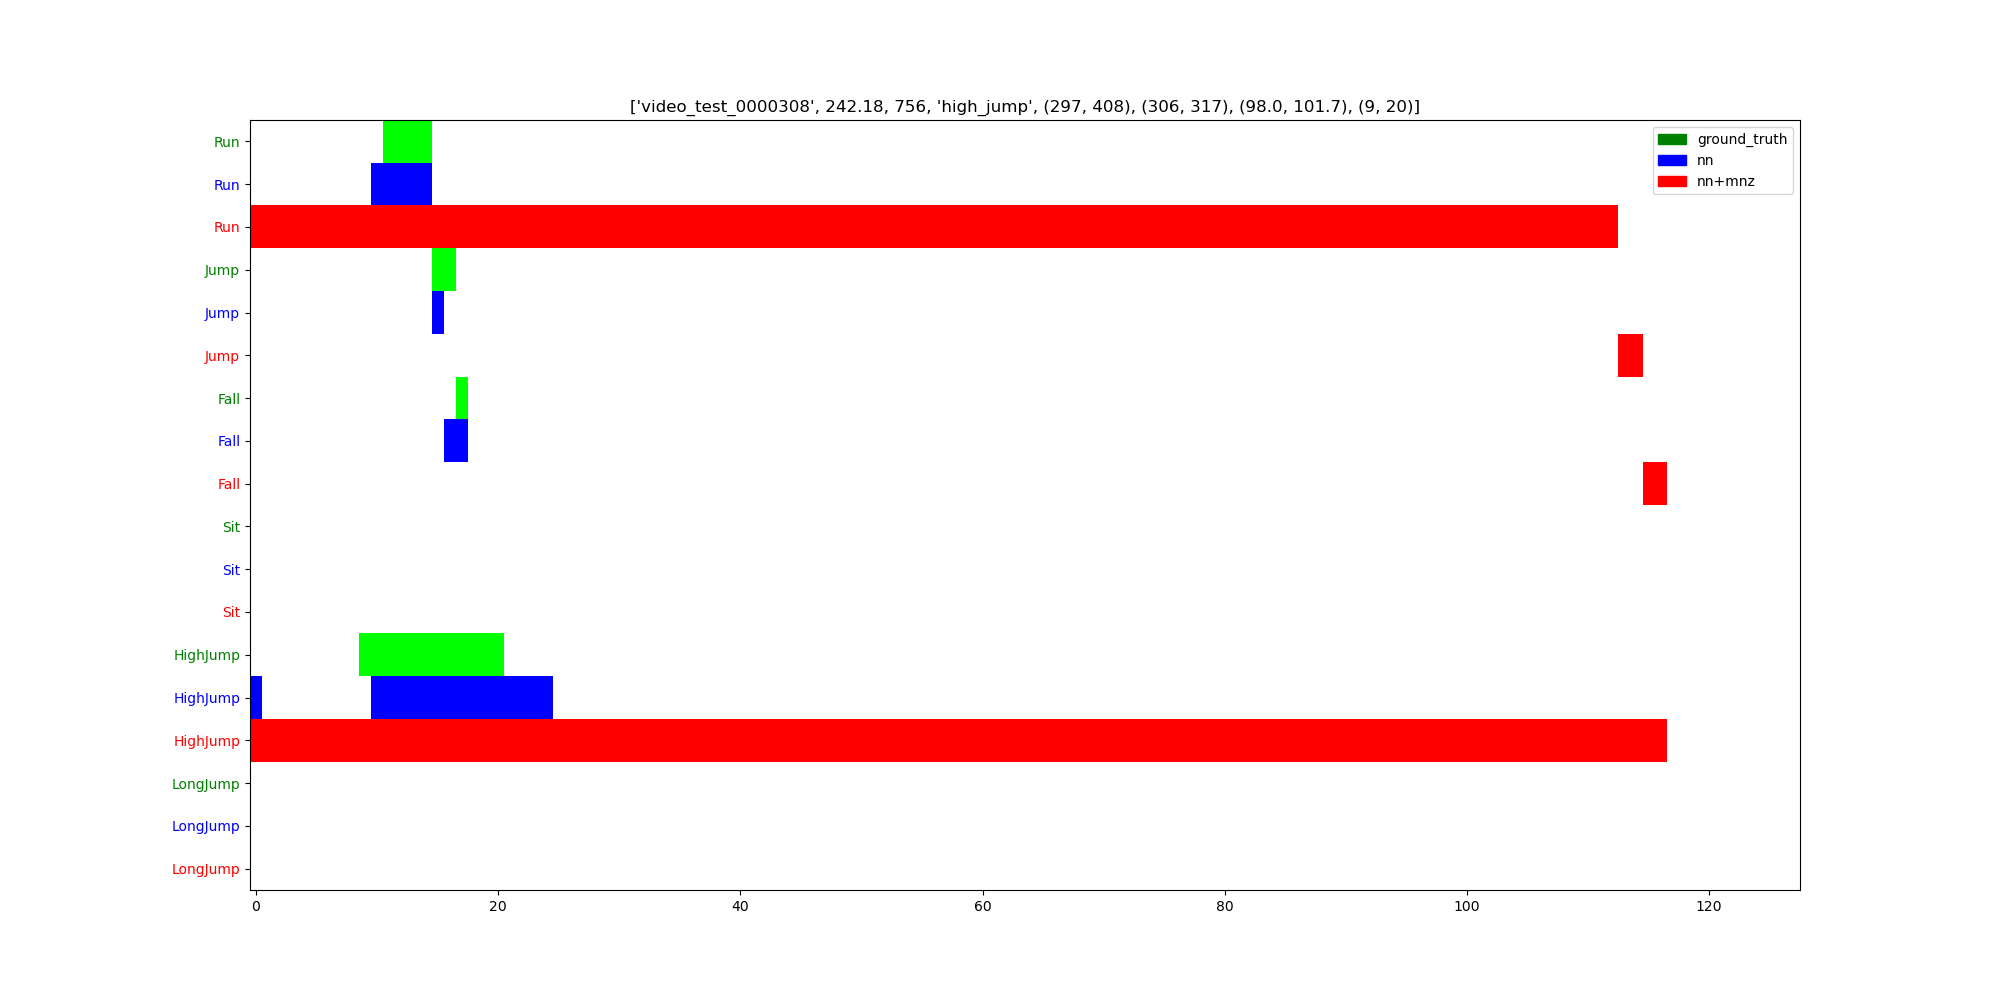 ['video_test_0000308', 242.18, 756, 'high_jump', (297, 408), (306, 317), (98.0, 101.7), (9, 20)]
ground_truth
nn
nn+mnz
Run
Run
Run
Jump
Jump
Jump
Fall
Fall
Fall
Sit
Sit
Sit
HighJump
HighJump
HighJump
LongJump
LongJump
LongJump
0 20 40 60 80 100 120